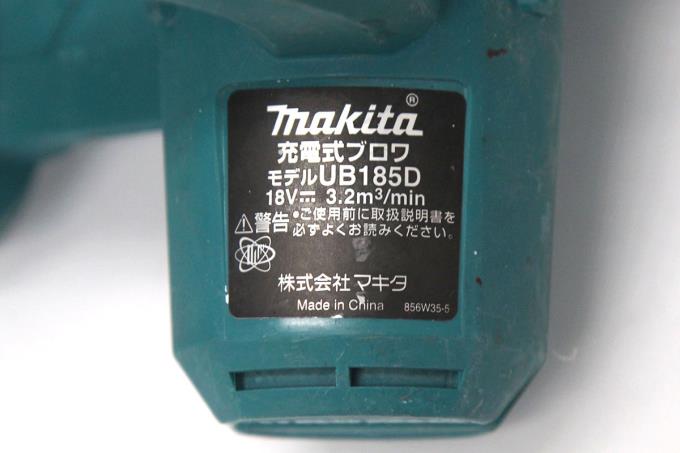 makita®
充電式ブロワ
モデルUB185D
18V⎓ 3.2m³/min
⚠警告 •ご使用前に取扱説明書を
必ずよくお読みください。
株式会社 マキタ
Made in China 856W35-5